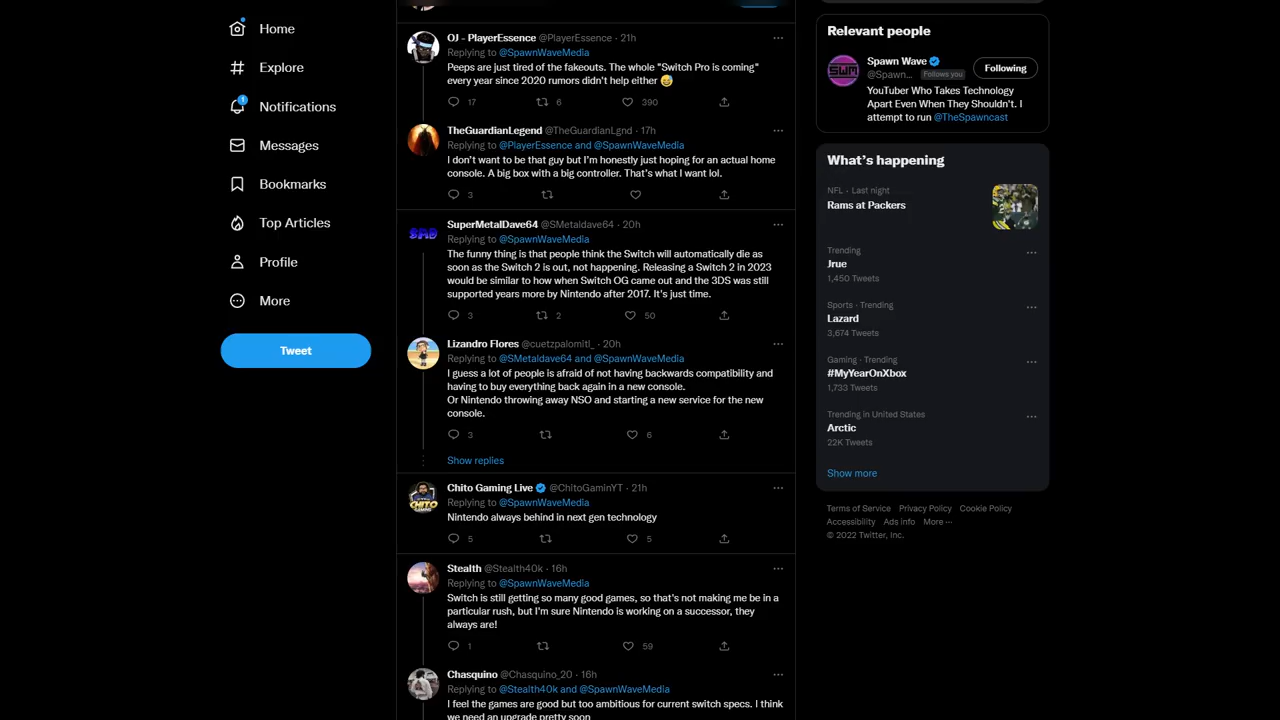 Home
Explore
1
Notifications
Messages
Bookmarks
Top Articles
Profile
More
Tweet
OJ - PlayerEssence @PlayerEssence · 21h
Replying to @SpawnWaveMedia
Peeps are just tired of the fakeouts. The whole "Switch Pro is coming"
every year since 2020 rumors didn't help either 😅
17 6 390
TheGuardianLegend @TheGuardianLgnd · 17h
Replying to @PlayerEssence and @SpawnWaveMedia
I don't want to be that guy but I'm honestly just hoping for an actual home
console. A big box with a big controller. That's what I want lol.
3
SMD
SuperMetalDave64 @SMetaldave64 · 20h
Replying to @SpawnWaveMedia
The funny thing is that people think the Switch will automatically die as
soon as the Switch 2 is out, not happening. Releasing a Switch 2 in 2023
would be similar to how when Switch OG came out and the 3DS was still
supported years more by Nintendo after 2017. It's just time.
3 2 50
Lizandro Flores @cuetzpalomitl_ · 20h
Replying to @SMetaldave64 and @SpawnWaveMedia
I guess a lot of people is afraid of not having backwards compatibility and
having to buy everything back again in a new console.
Or Nintendo throwing away NSO and starting a new service for the new
console.
3 6
Show replies
CHITO
Chito Gaming Live @ChitoGaminYT · 21h
Replying to @SpawnWaveMedia
Nintendo always behind in next gen technology
5 5
Stealth @Stealth40k · 16h
Replying to @SpawnWaveMedia
Switch is still getting so many good games, so that's not making me be in a
particular rush, but I'm sure Nintendo is working on a successor, they
always are!
1 59
Chasquino @Chasquino_20 · 16h
Replying to @Stealth40k and @SpawnWaveMedia
I feel the games are good but too ambitious for current switch specs. I think
we need an upgrade pretty soon
Relevant people
SWM
Spawn Wave
@Spawn... Follows you
Following
YouTuber Who Takes Technology
Apart Even When They Shouldn't. I
attempt to run @TheSpawncast
What's happening
NFL · Last night
Rams at Packers
Trending
Jrue
1,450 Tweets
Sports · Trending
Lazard
3,674 Tweets
Gaming · Trending
#MyYearOnXbox
1,733 Tweets
Trending in United States
Arctic
22K Tweets
Show more
Terms of Service Privacy Policy Cookie Policy
Accessibility Ads info More ···
© 2022 Twitter, Inc.